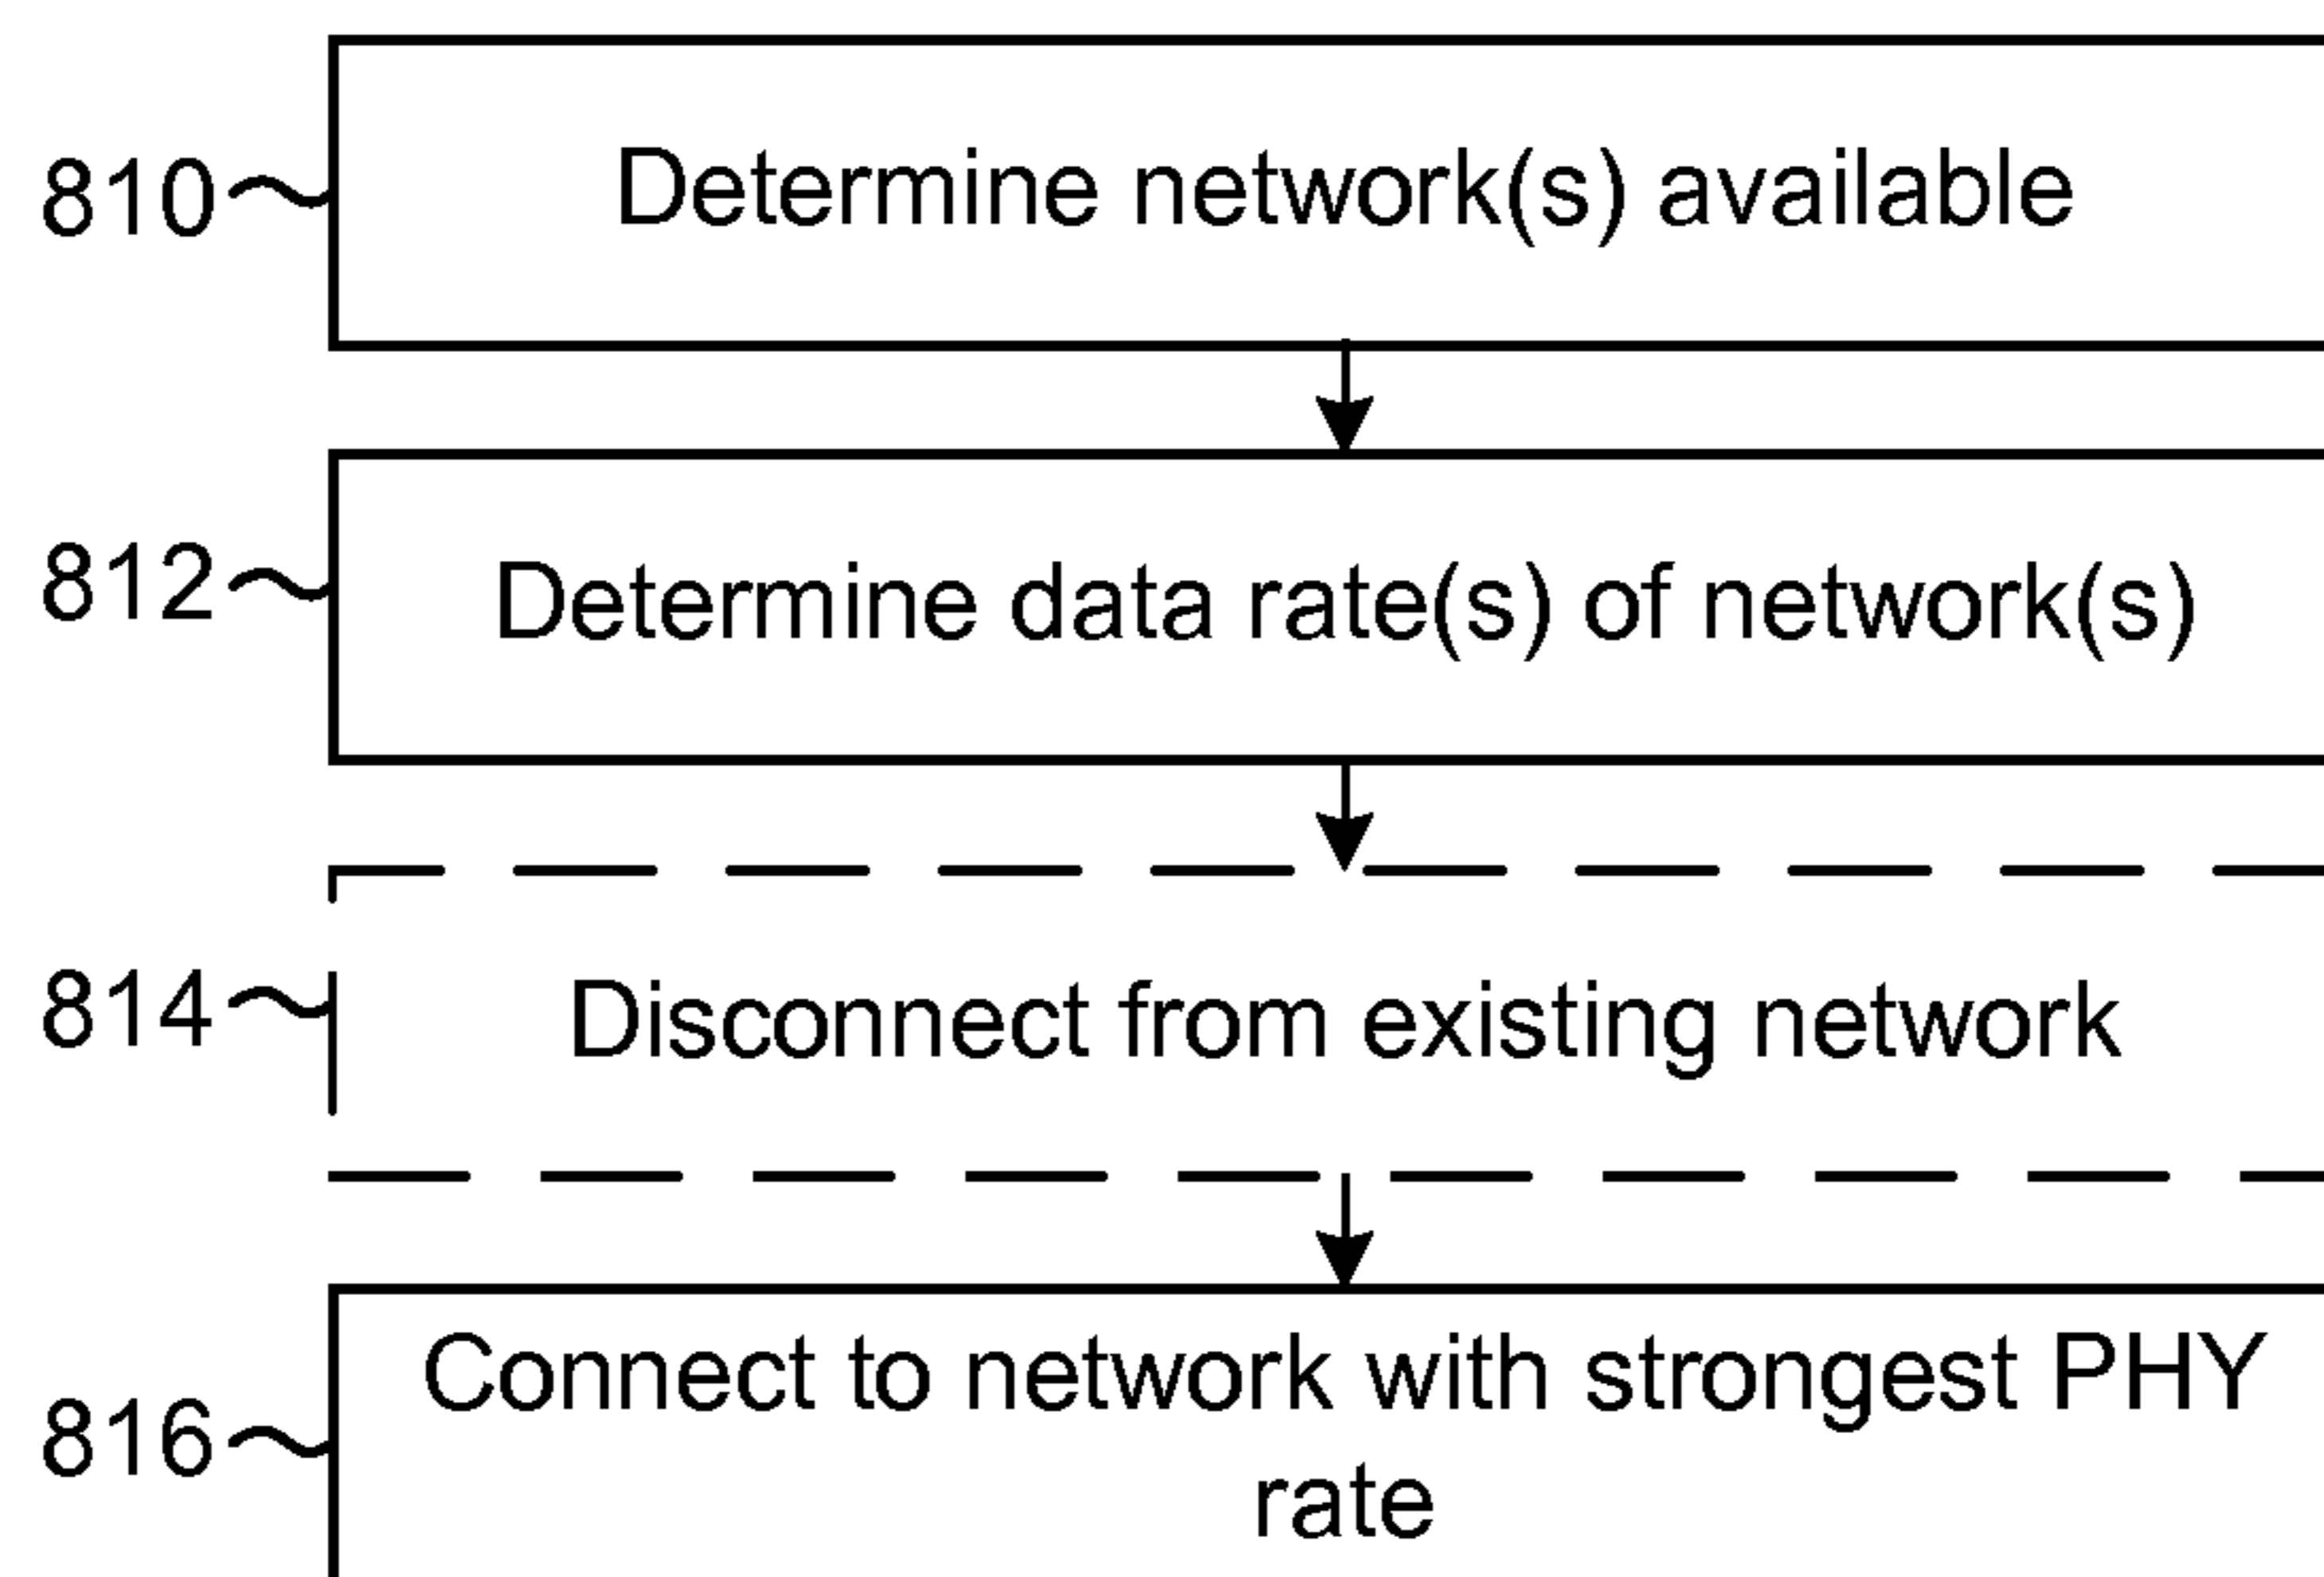 810
Determine network(s) available
812
Determine data rate(s) of network(s)
814
Disconnect from existing network
816
Connect to network with strongest PHY
rate